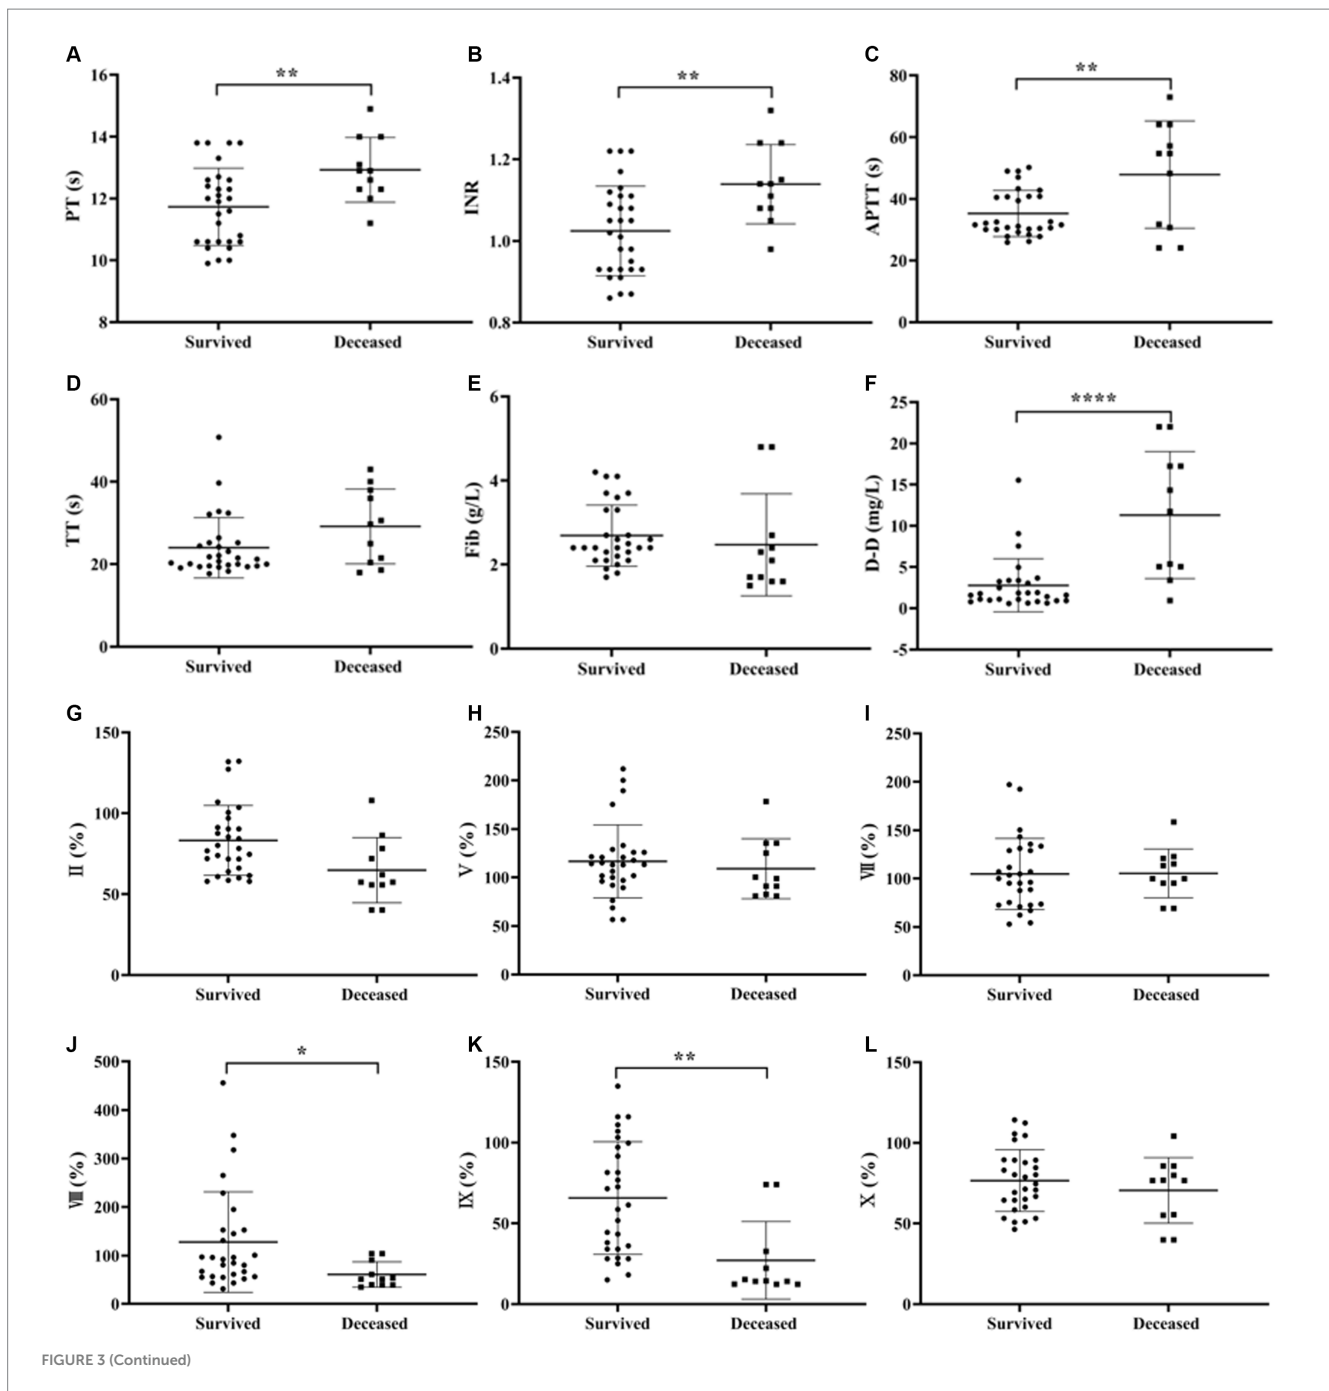 A
PT (s)
**
16
14
12
10
8
Survived Deceased
B
INR
**
1.4
1.2
1.0
0.8
Survived Deceased
C
APTT (s)
**
80
60
40
20
0
Survived Deceased
D
TT (s)
60
40
20
0
Survived Deceased
E
Fib (g/L)
6
4
2
0
Survived Deceased
F
D-D (mg/L)
****
25
20
15
10
5
0
-5
Survived Deceased
G
II (%)
150
100
50
0
Survived Deceased
H
V (%)
250
200
150
100
50
0
Survived Deceased
I
VII (%)
250
200
150
100
50
0
Survived Deceased
J
VIII (%)
*
500
400
300
200
100
0
Survived Deceased
K
IX (%)
**
150
100
50
0
Survived Deceased
L
X (%)
150
100
50
0
Survived Deceased
FIGURE 3 (Continued)